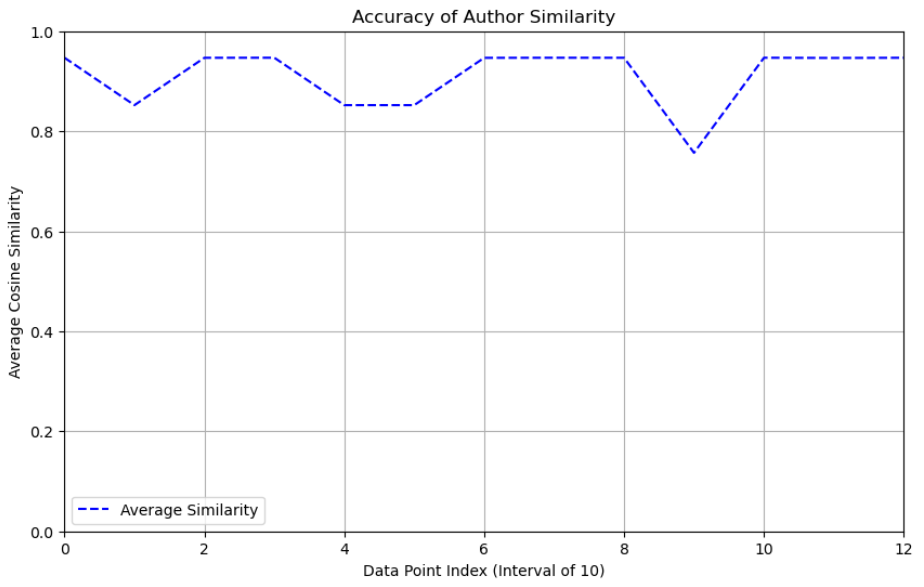 Accuracy of Author Similarity
1.0
0.8
0.6
0.4
0.2
0.0
Average Cosine Similarity
Average Similarity
0 2 4 6 8 10 12
Data Point Index (Interval of 10)